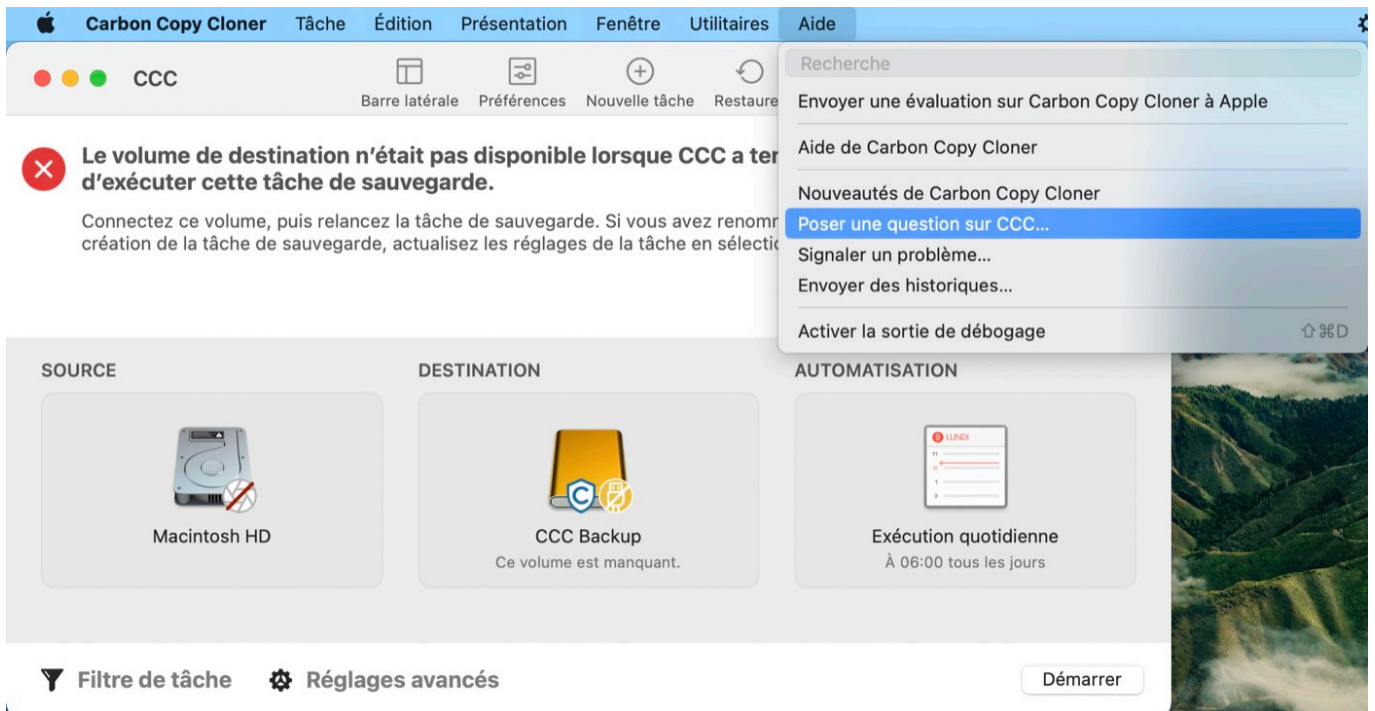 Carbon Copy Cloner Tâche Édition Présentation Fenêtre Utilitaires Aide
CCC
Barre latérale Préférences Nouvelle tâche Restaure
Recherche
Envoyer une évaluation sur Carbon Copy Cloner à Apple
Aide de Carbon Copy Cloner
Nouveautés de Carbon Copy Cloner
Poser une question sur CCC...
Signaler un problème...
Envoyer des historiques...
Activer la sortie de débogage ⇧⌘D
Le volume de destination n'était pas disponible lorsque CCC a ter
d'exécuter cette tâche de sauvegarde.
Connectez ce volume, puis relancez la tâche de sauvegarde. Si vous avez renomr
création de la tâche de sauvegarde, actualisez les réglages de la tâche en sélectio
SOURCE DESTINATION AUTOMATISATION
LUNDI
11
12
1
2
Macintosh HD CCC Backup Exécution quotidienne
Ce volume est manquant. À 06:00 tous les jours
Filtre de tâche Réglages avancés Démarrer